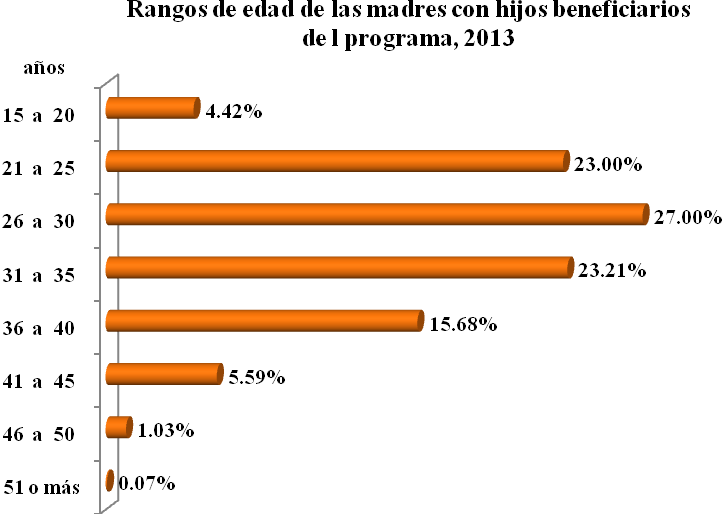 Rangos de edad de las madres con hijos beneficiarios
de l programa, 2013
años
15 a 20 4.42%
21 a 25 23.00%
26 a 30 27.00%
31 a 35 23.21%
36 a 40 15.68%
41 a 45 5.59%
46 a 50 1.03%
51 o más 0.07%